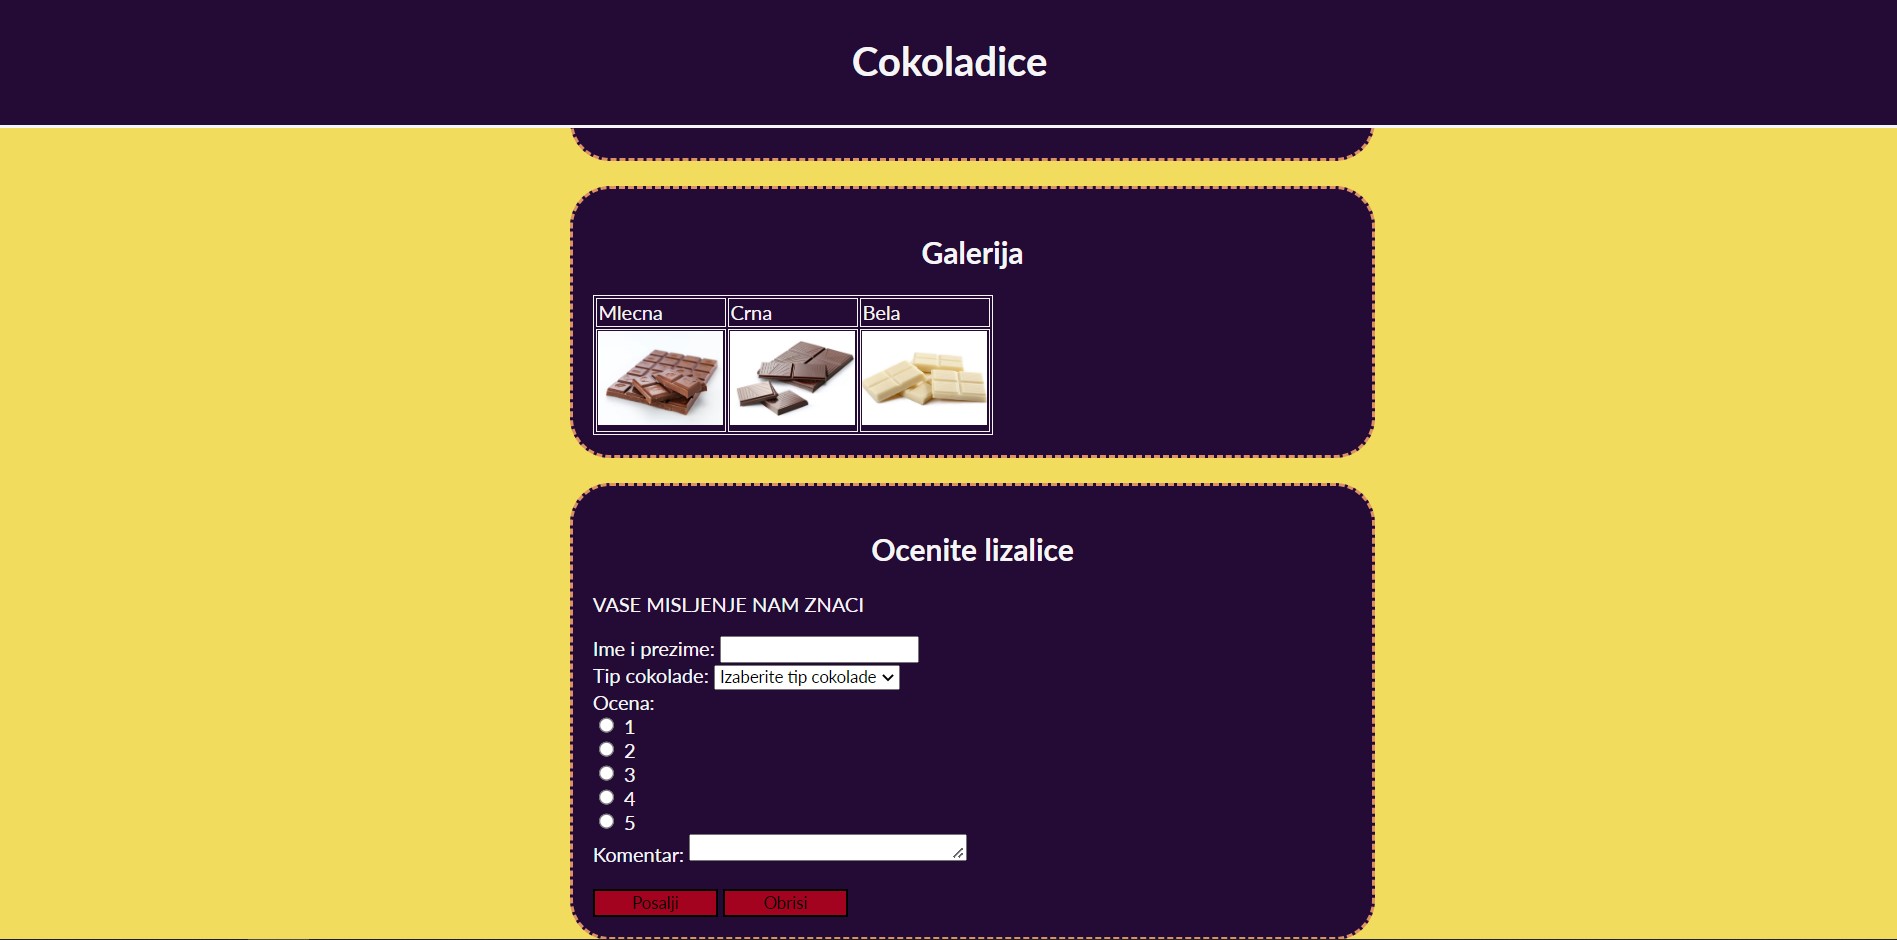 Cokoladice
Galerija
Mlecna Crna Bela
Ocenite lizalice
VASE MISLJENJE NAM ZNACI
Ime i prezime:
Tip cokolade: Izaberite tip cokolade
Ocena:
1
2
3
4
5
Komentar:
Posalji Obrisi